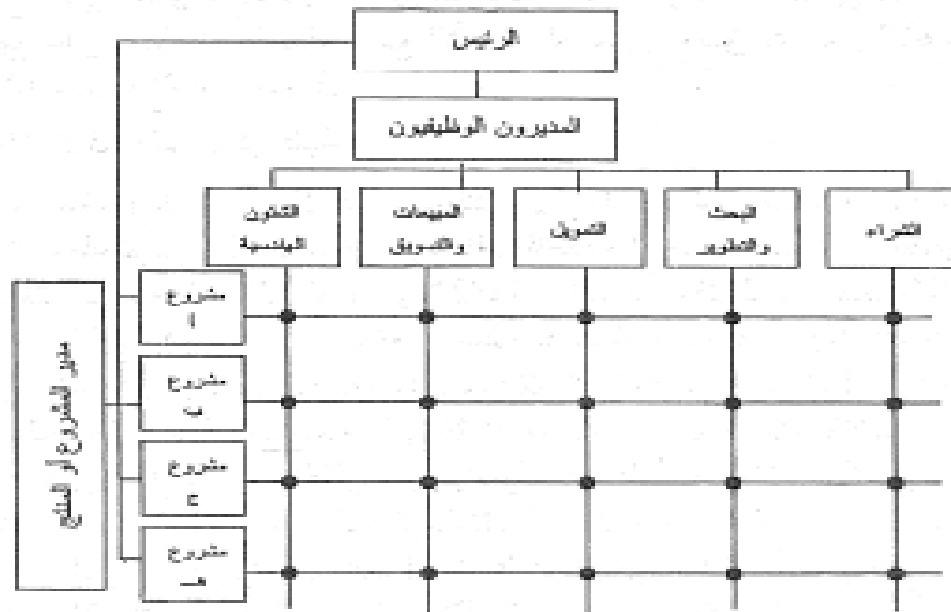 الرئيس
المديرون الوظيفيون
الشراء
البحث
والتطوير
التمويل
المبيعات
والتسويق
الشئون
الهندسية
مدير المشروع أو المنتج
مشروع
أ
مشروع
ب
مشروع
ج
مشروع
هـ